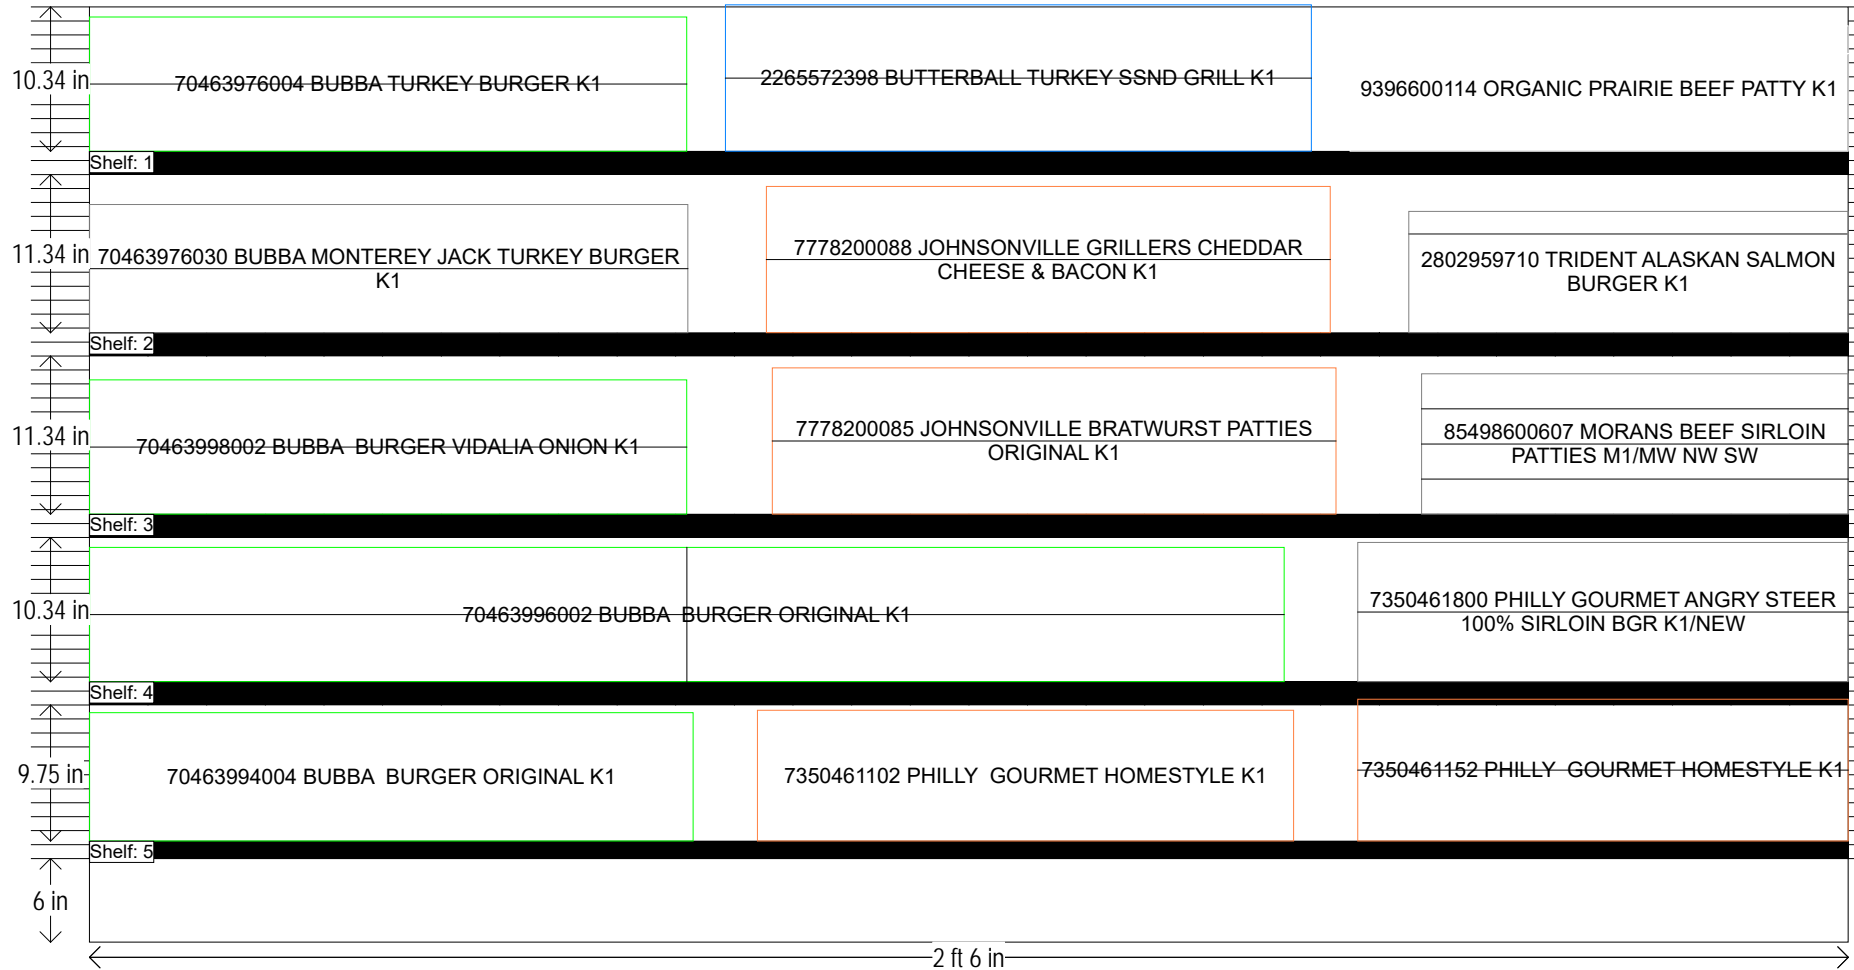 10.34 in
70463976004 BUBBA TURKEY BURGER K1
2265572398 BUTTERBALL TURKEY SSND GRILL K1
9396600114 ORGANIC PRAIRIE BEEF PATTY K1
Shelf: 1
11.34 in
70463976030 BUBBA MONTEREY JACK TURKEY BURGER
K1
7778200088 JOHNSONVILLE GRILLERS CHEDDAR
CHEESE & BACON K1
2802959710 TRIDENT ALASKAN SALMON
BURGER K1
Shelf: 2
11.34 in
70463998002 BUBBA  BURGER VIDALIA ONION K1
7778200085 JOHNSONVILLE BRATWURST PATTIES
ORIGINAL K1
85498600607 MORANS BEEF SIRLOIN
PATTIES M1/MW NW SW
Shelf: 3
10.34 in
70463996002 BUBBA  BURGER ORIGINAL K1
7350461800 PHILLY GOURMET ANGRY STEER
100% SIRLOIN BGR K1/NEW
Shelf: 4
9.75 in
70463994004 BUBBA  BURGER ORIGINAL K1
7350461102 PHILLY  GOURMET HOMESTYLE K1
7350461152 PHILLY  GOURMET HOMESTYLE K1
Shelf: 5
6 in
2 ft 6 in